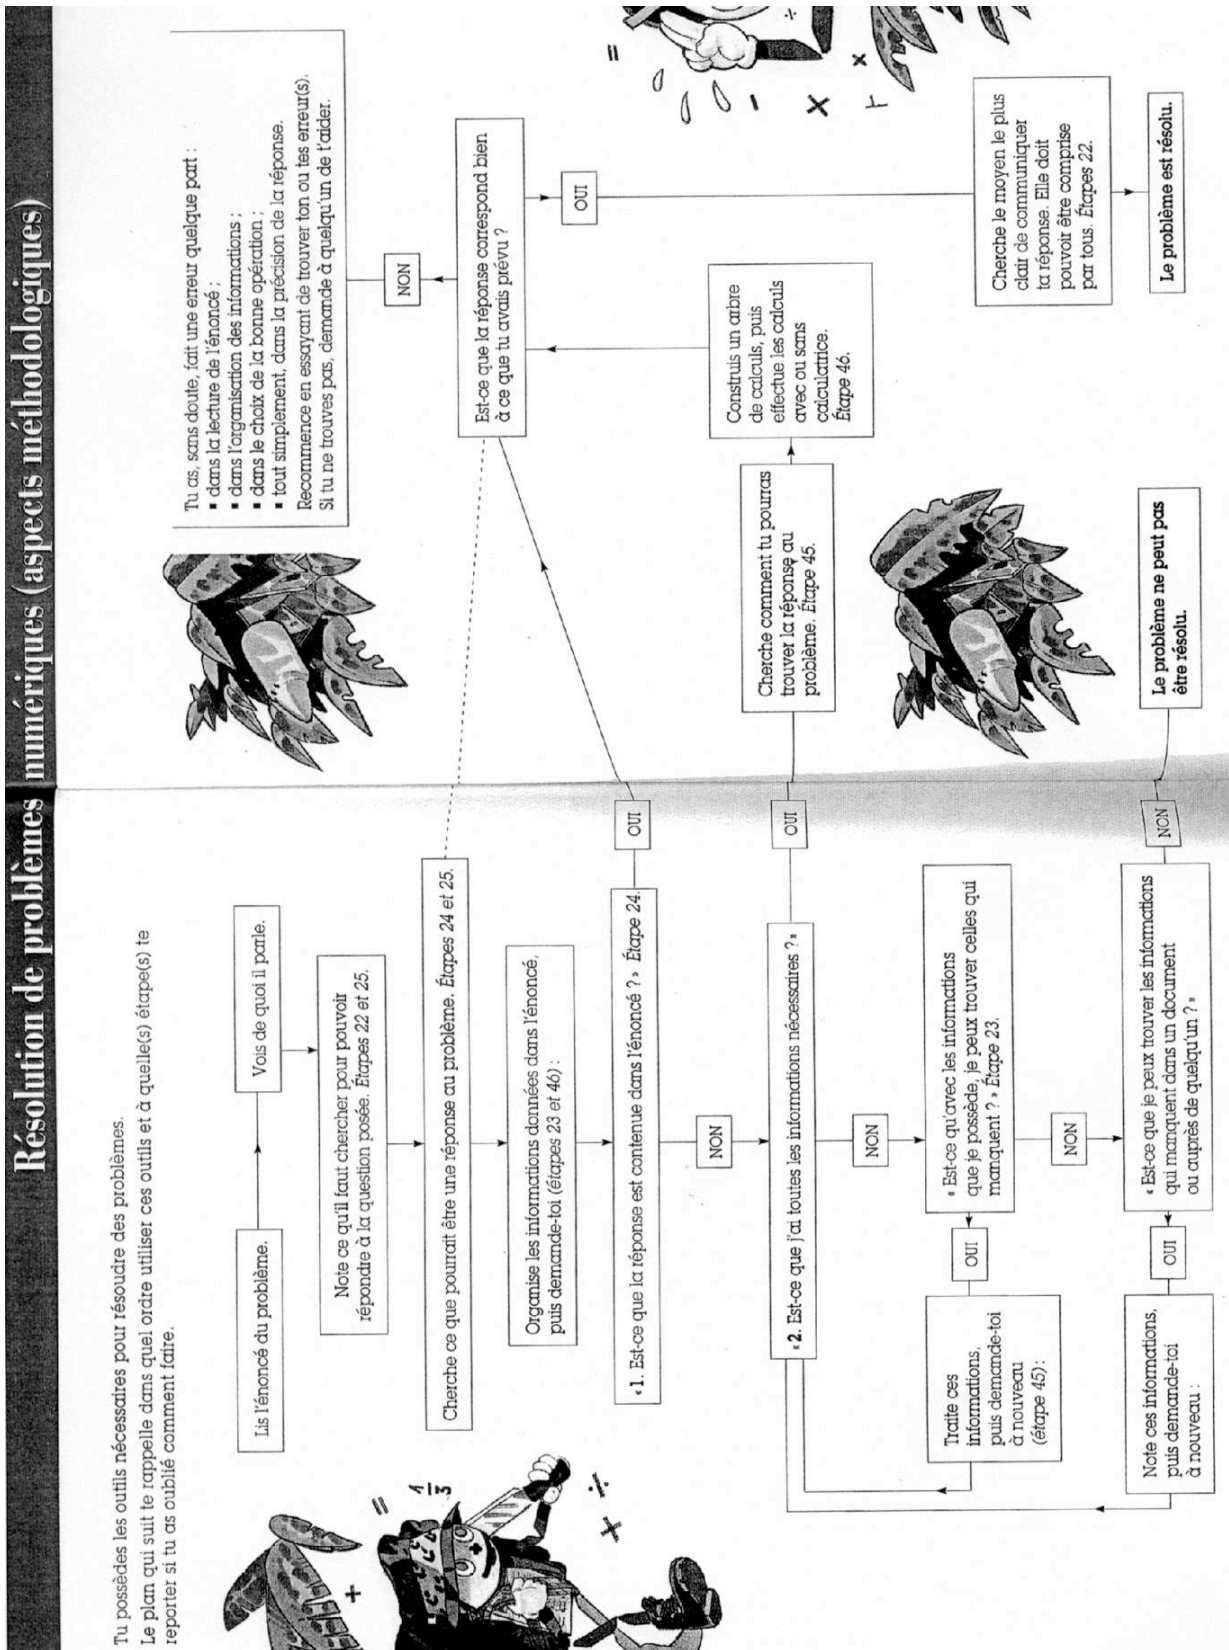 Résolution de problèmes numériques (aspects méthodologiques)
Tu possèdes les outils nécessaires pour résoudre des problèmes.
Le plan qui suit te rappelle dans quel ordre utiliser ces outils et à quelle(s) étape(s) te
reporter si tu as oublié comment faire.
Lis l'énoncé du problème.
Vois de quoi il parle.
Note ce qu'il faut chercher pour pouvoir
répondre à la question posée. Étapes 22 et 25.
Cherche ce que pourrait être une réponse au problème. Étapes 24 et 25.
Organise les informations données dans l'énoncé,
puis demande-toi (étapes 23 et 46) :
« 1. Est-ce que la réponse est contenue dans l'énoncé ? » Étape 24.
OUI
NON
« 2. Est-ce que j'ai toutes les informations nécessaires ? »
OUI
NON
« Est-ce qu'avec les informations
que je possède, je peux trouver celles qui
manquent ? » Étape 23.
OUI
Traite ces
informations,
puis demande-toi
à nouveau
(étape 45) :
NON
« Est-ce que je peux trouver les informations
qui manquent dans un document
ou auprès de quelqu'un ? »
OUI
Note ces informations,
puis demande-toi
à nouveau :
NON
Le problème ne peut pas
être résolu.
Cherche comment tu pourras
trouver la réponse au
problème. Étape 45.
Construis un arbre
de calculs, puis
effectue les calculs
avec ou sans
calculatrice.
Étape 46.
Est-ce que la réponse correspond bien
à ce que tu avais prévu ?
NON
Tu as, sans doute, fait une erreur quelque part :
▪ dans la lecture de l'énoncé ;
▪ dans l'organisation des informations ;
▪ dans le choix de la bonne opération ;
▪ tout simplement, dans la précision de la réponse.
Recommence en essayant de trouver ton ou tes erreur(s).
Si tu ne trouves pas, demande à quelqu'un de t'aider.
OUI
Cherche le moyen le plus
clair de communiquer
ta réponse. Elle doit
pouvoir être comprise
par tous. Étapes 22.
Le problème est résolu.
+
=
1/3
÷
+
=
÷
-
×
×